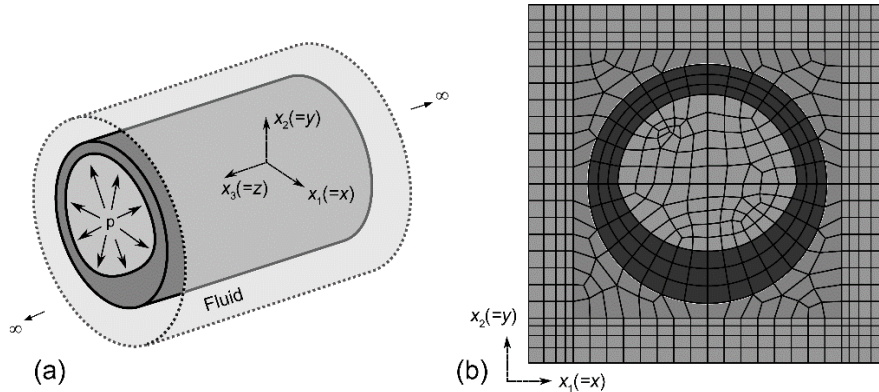 x₂(=y)
x₃(=z)
x₁(=x)
p
∞
∞
Fluid
(a)
x₂(=y)
(b)
x₁(=x)